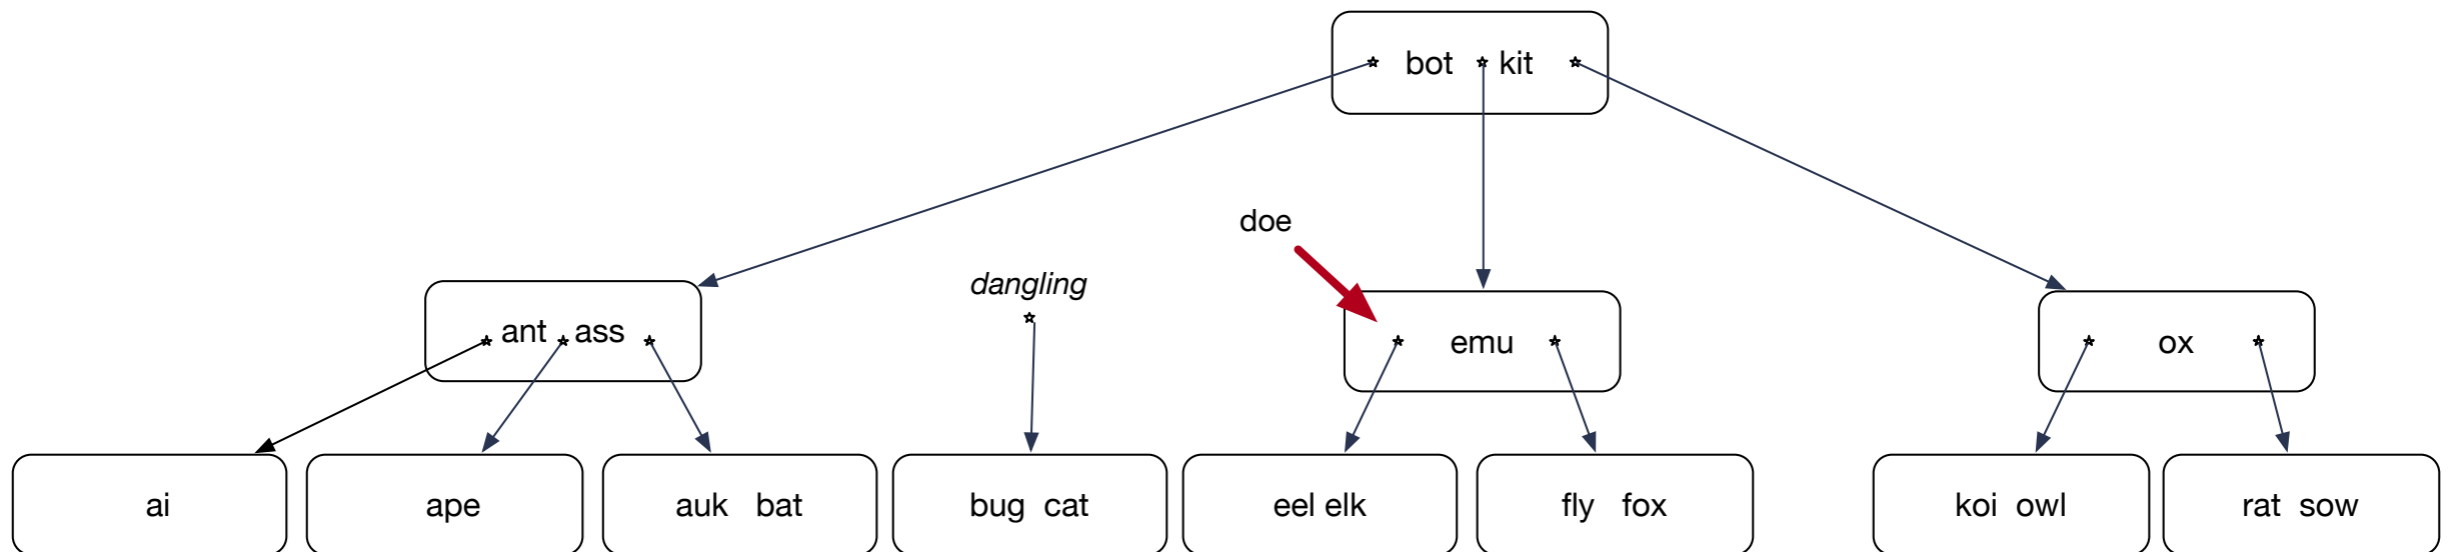 bot kit
doe
dangling
ant ass
emu
ox
ai
ape
auk bat
bug cat
eel elk
fly fox
koi owl
rat sow